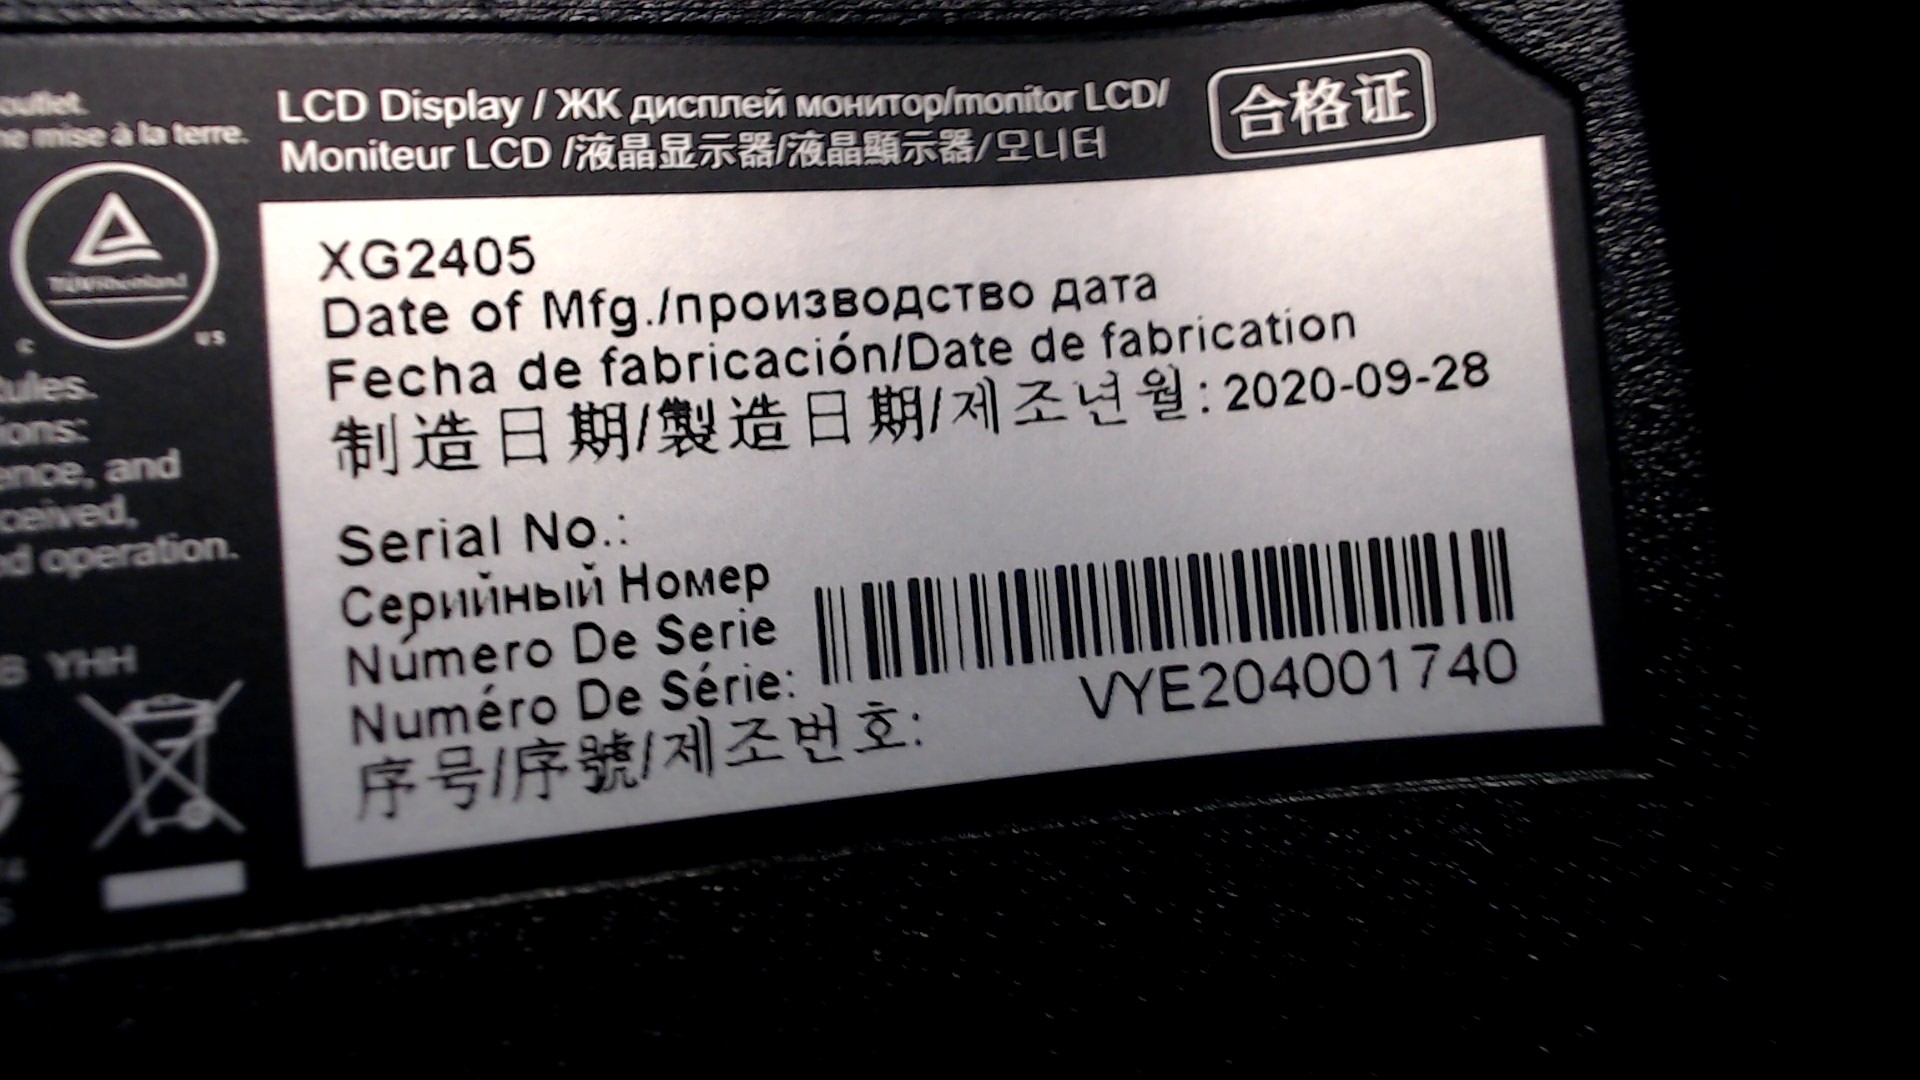 outlet.
mise à la terre.
LCD Display / ЖК дисплей монитор/monitor LCD/
Moniteur LCD /液晶显示器/液晶顯示器/모니터
合格证
TÜVRheinland
C US
XG2405
Date of Mfg./производство дата
Fecha de fabricación/Date de fabrication
制造日期/製造日期/제조년월: 2020-09-28
and
operation.
YHH
Serial No.:
Серийный Номер
Número De Serie
Numéro De Série:
序号/序號/제조번호:
VYE204001740